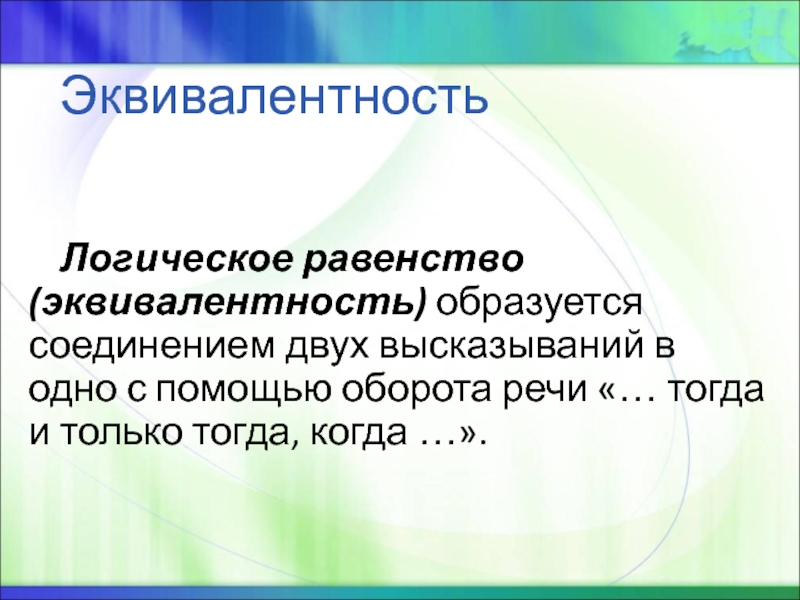 Эквивалентность
Логическое равенство
(эквивалентность) образуется
соединением двух высказываний в
одно с помощью оборота речи «… тогда
и только тогда, когда …».